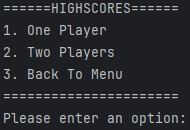 ======HIGHSCORES======
1. One Player
2. Two Players
3. Back To Menu
======================
Please enter an option: